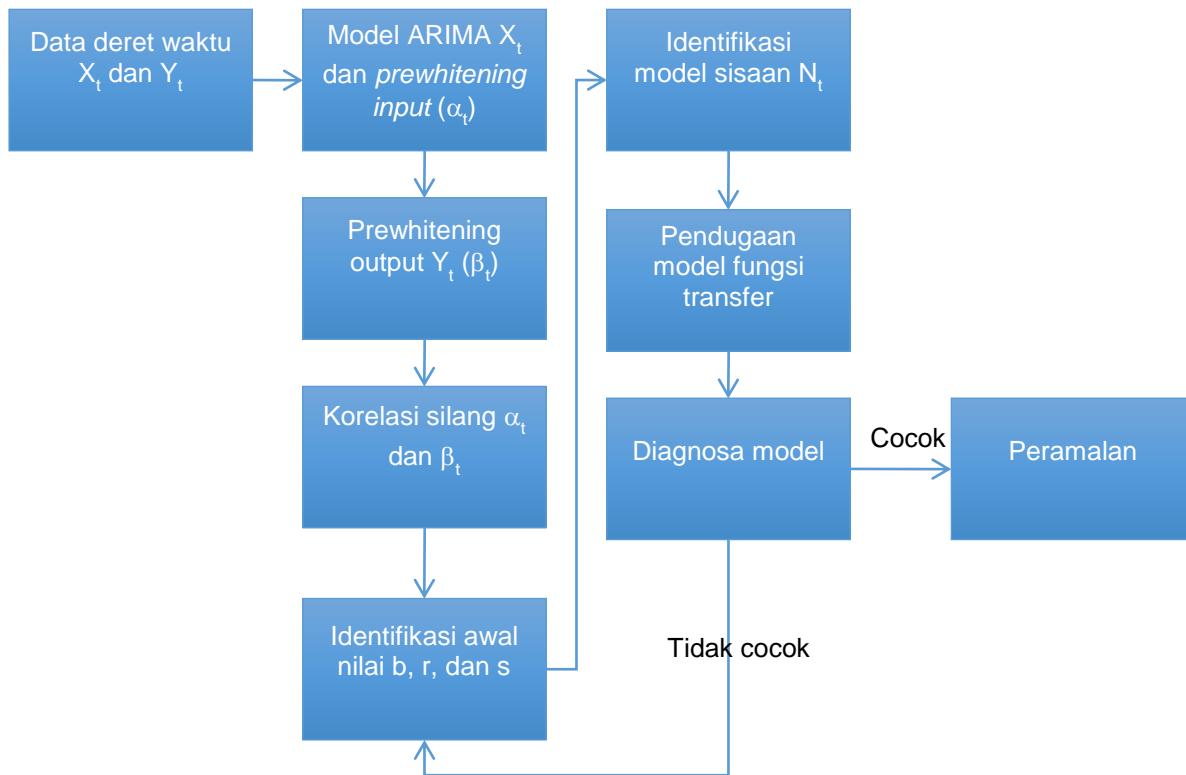 Data deret waktu
Xt dan Yt
Model ARIMA Xt
dan prewhitening
input (αt)
Prewhitening
output Yt (βt)
Korelasi silang αt
dan βt
Identifikasi awal
nilai b, r, dan s
Identifikasi
model sisaan Nt
Pendugaan
model fungsi
transfer
Diagnosa model
Cocok
Peramalan
Tidak cocok